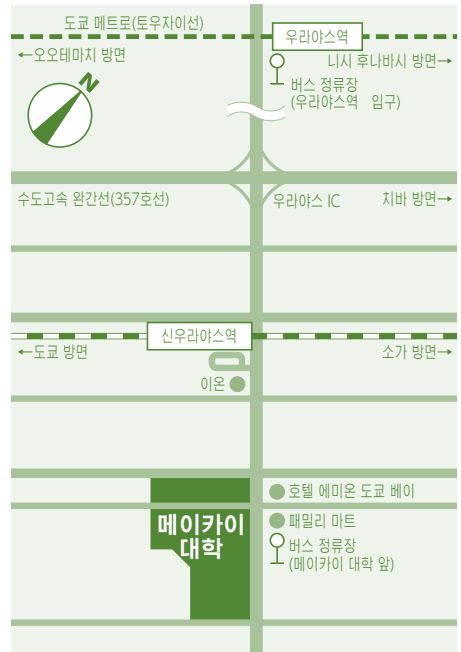 도쿄 메트로(토우자이선)
우라야스역
←오오테마치 방면
니시 후나바시 방면→
N
버스 정류장
(우라야스역 입구)
수도고속 완간선(357호선)
우라야스 IC
치바 방면→
신우라야스역
←도쿄 방면
소가 방면→
이온
호텔 에미온 도쿄 베이
메이카이
대학
패밀리 마트
버스 정류장
(메이카이 대학 앞)